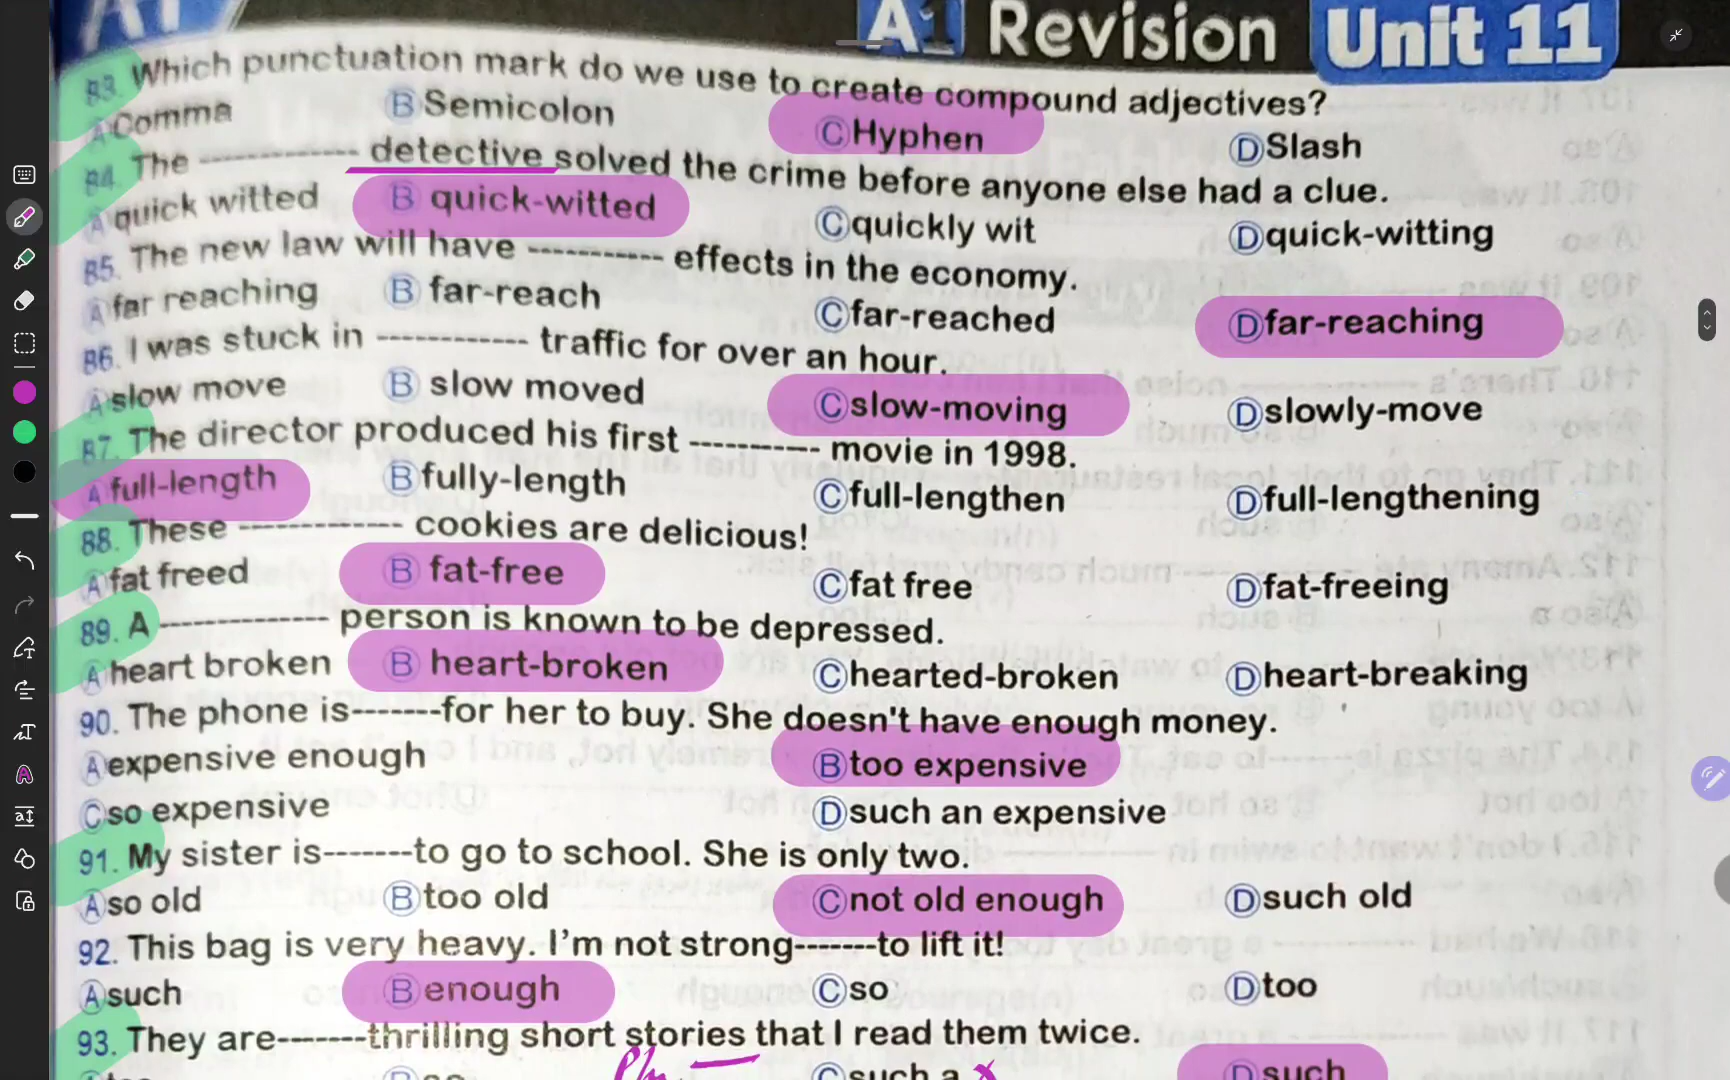 A1 Revision Unit 11
83. Which punctuation mark do we use to create compound adjectives?
A Comma B Semicolon C Hyphen D Slash
84. The ------------ detective solved the crime before anyone else had a clue.
A quick witted B quick-witted C quickly wit D quick-witting
85. The new law will have ----------- effects in the economy.
A far reaching B far-reach C far-reached D far-reaching
86. I was stuck in ------------ traffic for over an hour.
A slow move B slow moved C slow-moving D slowly-move
87. The director produced his first ----------- movie in 1998.
A full-length B fully-length C full-lengthen D full-lengthening
88. These ------------- cookies are delicious!
A fat freed B fat-free C fat free D fat-freeing
89. A ------------- person is known to be depressed.
A heart broken B heart-broken C hearted-broken D heart-breaking
90. The phone is-------for her to buy. She doesn't have enough money.
A expensive enough B too expensive
C so expensive D such an expensive
91. My sister is-------to go to school. She is only two.
A so old B too old C not old enough D such old
92. This bag is very heavy. I'm not strong------to lift it!
A such B enough C so D too
93. They are-------thrilling short stories that I read them twice.
C such a D such